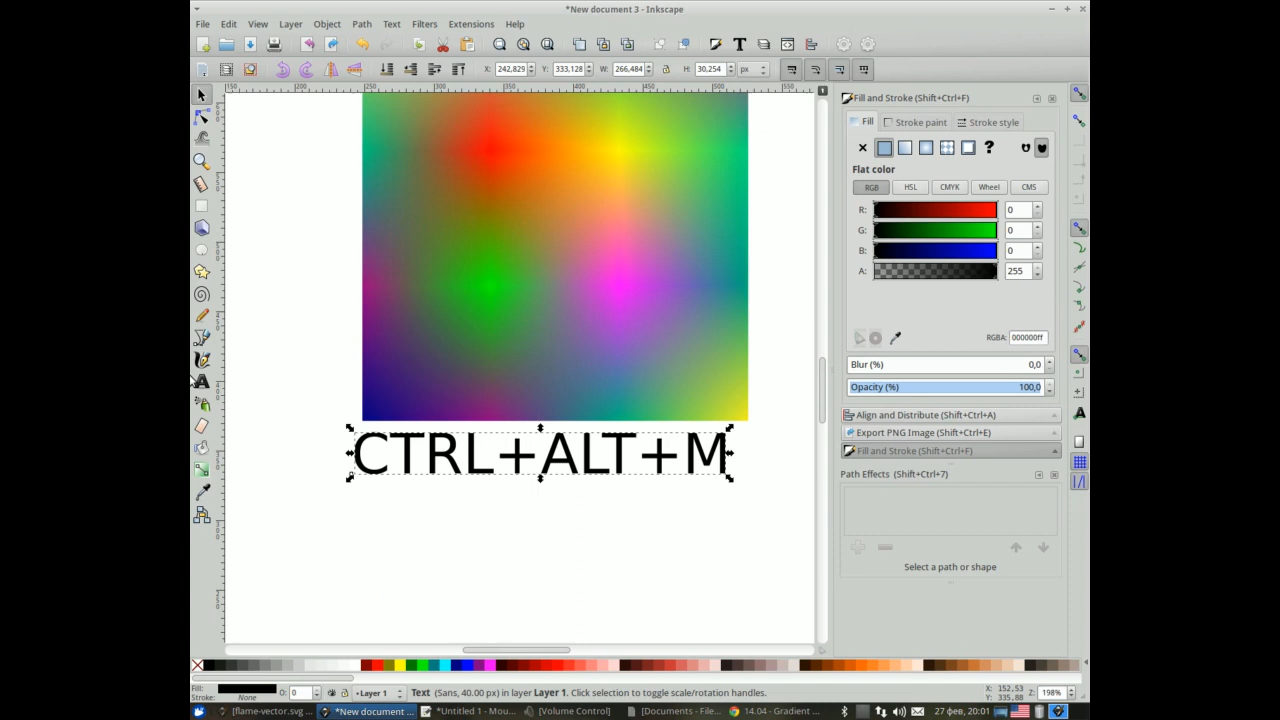 *New document 3 - Inkscape
File Edit View Layer Object Path Text Filters Extensions Help
X: 242,829 Y: 333,128 W: 266,484 H: 30,254 px
Fill and Stroke (Shift+Ctrl+F)
Fill Stroke paint Stroke style
Flat color
RGB HSL CMYK Wheel CMS
R: 0
G: 0
B: 0
A: 255
RGBA: 000000ff
Blur (%) 0,0
Opacity (%) 100,0
Align and Distribute (Shift+Ctrl+A)
Export PNG Image (Shift+Ctrl+E)
Fill and Stroke (Shift+Ctrl+F)
Path Effects (Shift+Ctrl+7)
Select a path or shape
CTRL+ALT+M
Fill:
Stroke: None
O: 0
•Layer 1
Text (Sans, 40.00 px) in layer Layer 1. Click selection to toggle scale/rotation handles.
X: 152,53
Y: 335,88
Z: 198%
[flame-vector.svg ... *New document ... *Untitled 1 - Mou... [Volume Control] [Documents - File... 14.04 - Gradient ... 27 фев, 20:01